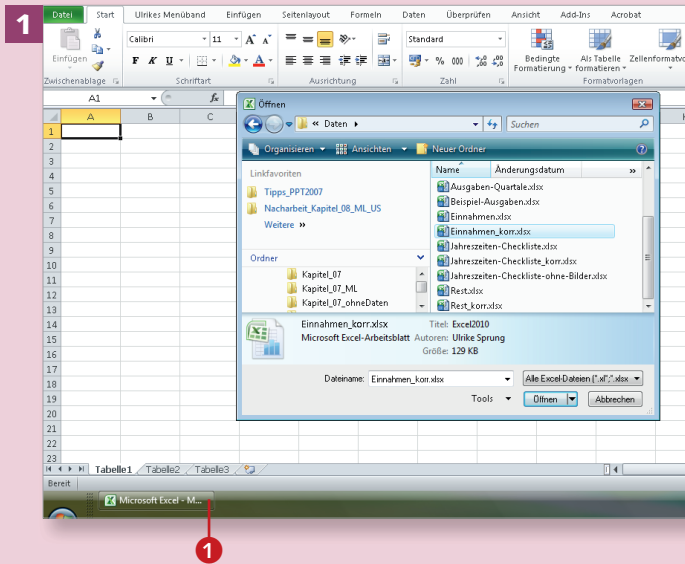 1
Datei Start Ulrikes Menüband Einfügen Seitenlayout Formeln Daten Überprüfen Ansicht Add-Ins Acrobat
Calibri 11 A A Standard
Einfügen F K U A % 000 Bedingte Formatierung Als Tabelle formatieren Zellenformatvo
Zwischenablage Schriftart Ausrichtung Zahl Formatvorlagen
A1 fx
A B C
1
2
3
4
5
6
7
8
9
10
11
12
13
14
15
16
17
18
19
20
21
22
23
Öffnen
« Daten Suchen
Organisieren Ansichten Neuer Ordner
Linkfavoriten
Tipps_PPT2007
Nacharbeit_Kapitel_08_ML_US
Weitere »
Ordner
Kapitel_07
Kapitel_07_ML
Kapitel_07_ohneDaten
Name Änderungsdatum »
Ausgaben-Quartale.xlsx
Beispiel-Ausgaben.xlsx
Einnahmen.xlsx
Einnahmen_korr.xlsx
Jahreszeiten-Checkliste.xlsx
Jahreszeiten-Checkliste_korr.xlsx
Jahreszeiten-Checkliste-ohne-Bilder.xlsx
Rest.xlsx
Rest_korr.xlsx
Einnahmen_korr.xlsx Titel: Excel2010
Microsoft Excel-Arbeitsblatt Autoren: Ulrike Sprung
Größe: 129 KB
Dateiname: Einnahmen_korr.xlsx Alle Excel-Dateien (*.xl*;*.xlsx
Tools Öffnen Abbrechen
Tabelle1 Tabelle2 Tabelle3
Bereit
Microsoft Excel - M...
1